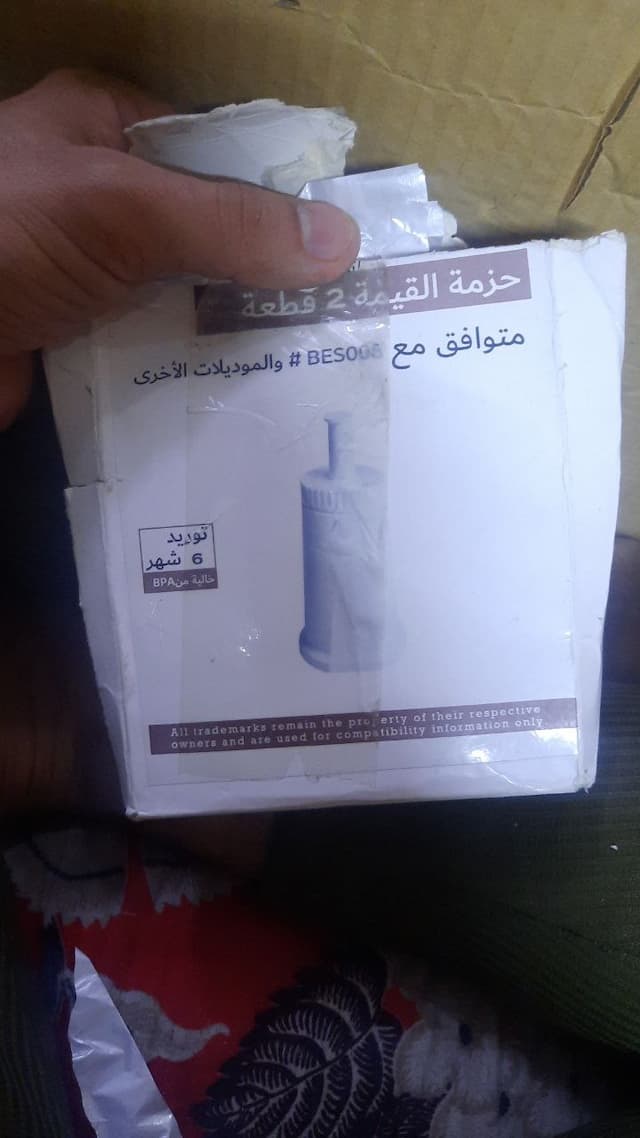 حزمة القيمة 2 قطعة
متوافق مع BES008 # والموديلات الأخرى
توريد
6 شهر
خالية من BPA
All trademarks remain the property of their respective
owners and are used for compatibility information only